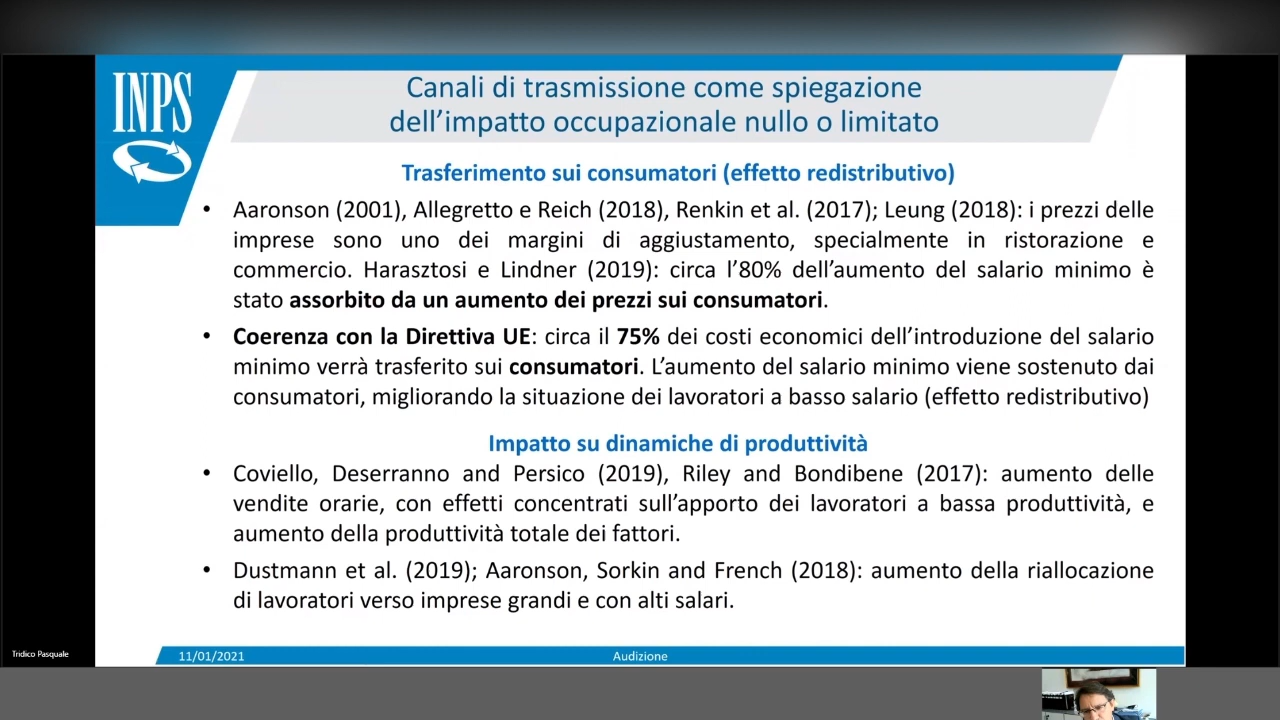 INPS
Canali di trasmissione come spiegazione
dell’impatto occupazionale nullo o limitato
Trasferimento sui consumatori (effetto redistributivo)
• Aaronson (2001), Allegretto e Reich (2018), Renkin et al. (2017); Leung (2018): i prezzi delle
imprese sono uno dei margini di aggiustamento, specialmente in ristorazione e
commercio. Harasztosi e Lindner (2019): circa l’80% dell’aumento del salario minimo è
stato assorbito da un aumento dei prezzi sui consumatori.
• Coerenza con la Direttiva UE: circa il 75% dei costi economici dell’introduzione del salario
minimo verrà trasferito sui consumatori. L’aumento del salario minimo viene sostenuto dai
consumatori, migliorando la situazione dei lavoratori a basso salario (effetto redistributivo)
Impatto su dinamiche di produttività
• Coviello, Deserranno and Persico (2019), Riley and Bondibene (2017): aumento delle
vendite orarie, con effetti concentrati sull’apporto dei lavoratori a bassa produttività, e
aumento della produttività totale dei fattori.
• Dustmann et al. (2019); Aaronson, Sorkin and French (2018): aumento della riallocazione
di lavoratori verso imprese grandi e con alti salari.
Tridico Pasquale
11/01/2021
Audizione